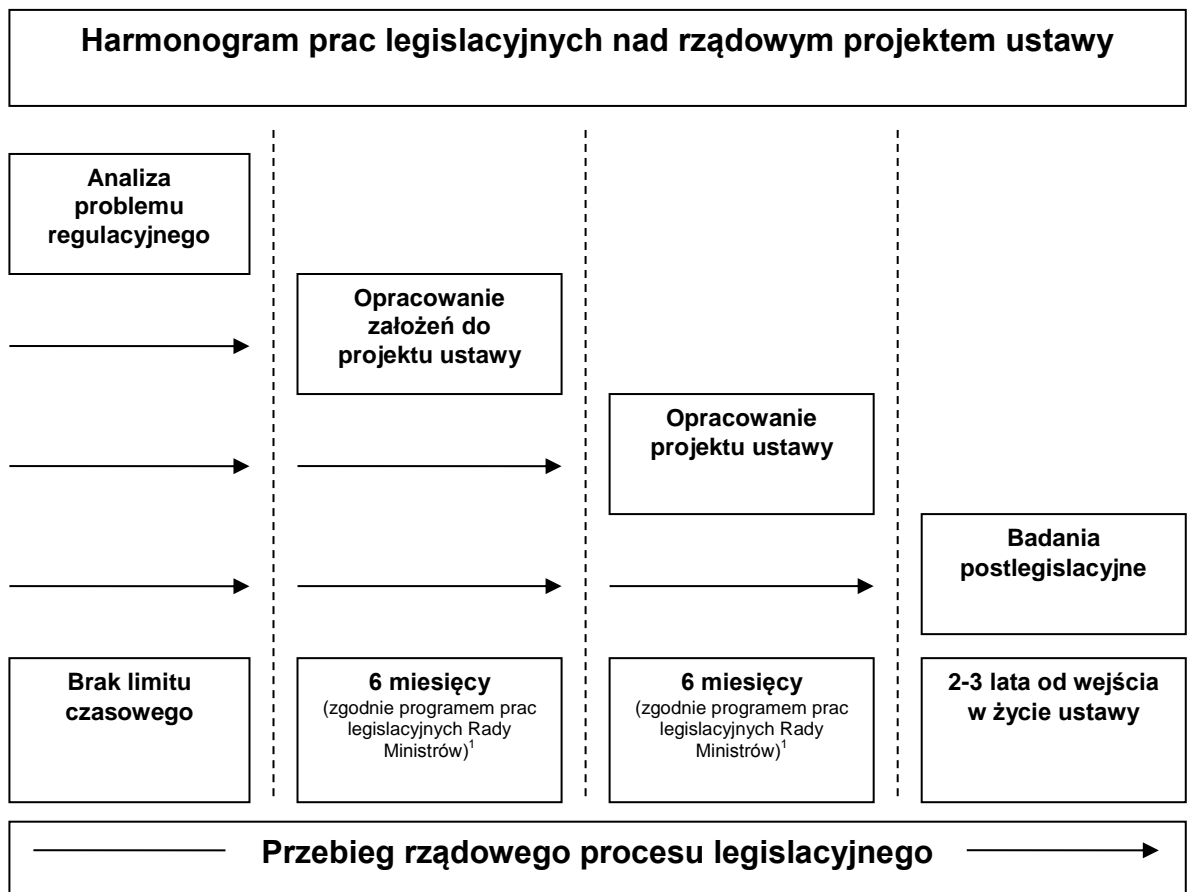 Harmonogram prac legislacyjnych nad rządowym projektem ustawy
Analiza
problemu
regulacyjnego
Opracowanie
założeń do
projektu ustawy
Opracowanie
projektu ustawy
Badania
postlegislacyjne
Brak limitu
czasowego
6 miesięcy
(zgodnie programem prac
legislacyjnych Rady
Ministrów)¹
6 miesięcy
(zgodnie programem prac
legislacyjnych Rady
Ministrów)¹
2-3 lata od wejścia
w życie ustawy
Przebieg rządowego procesu legislacyjnego